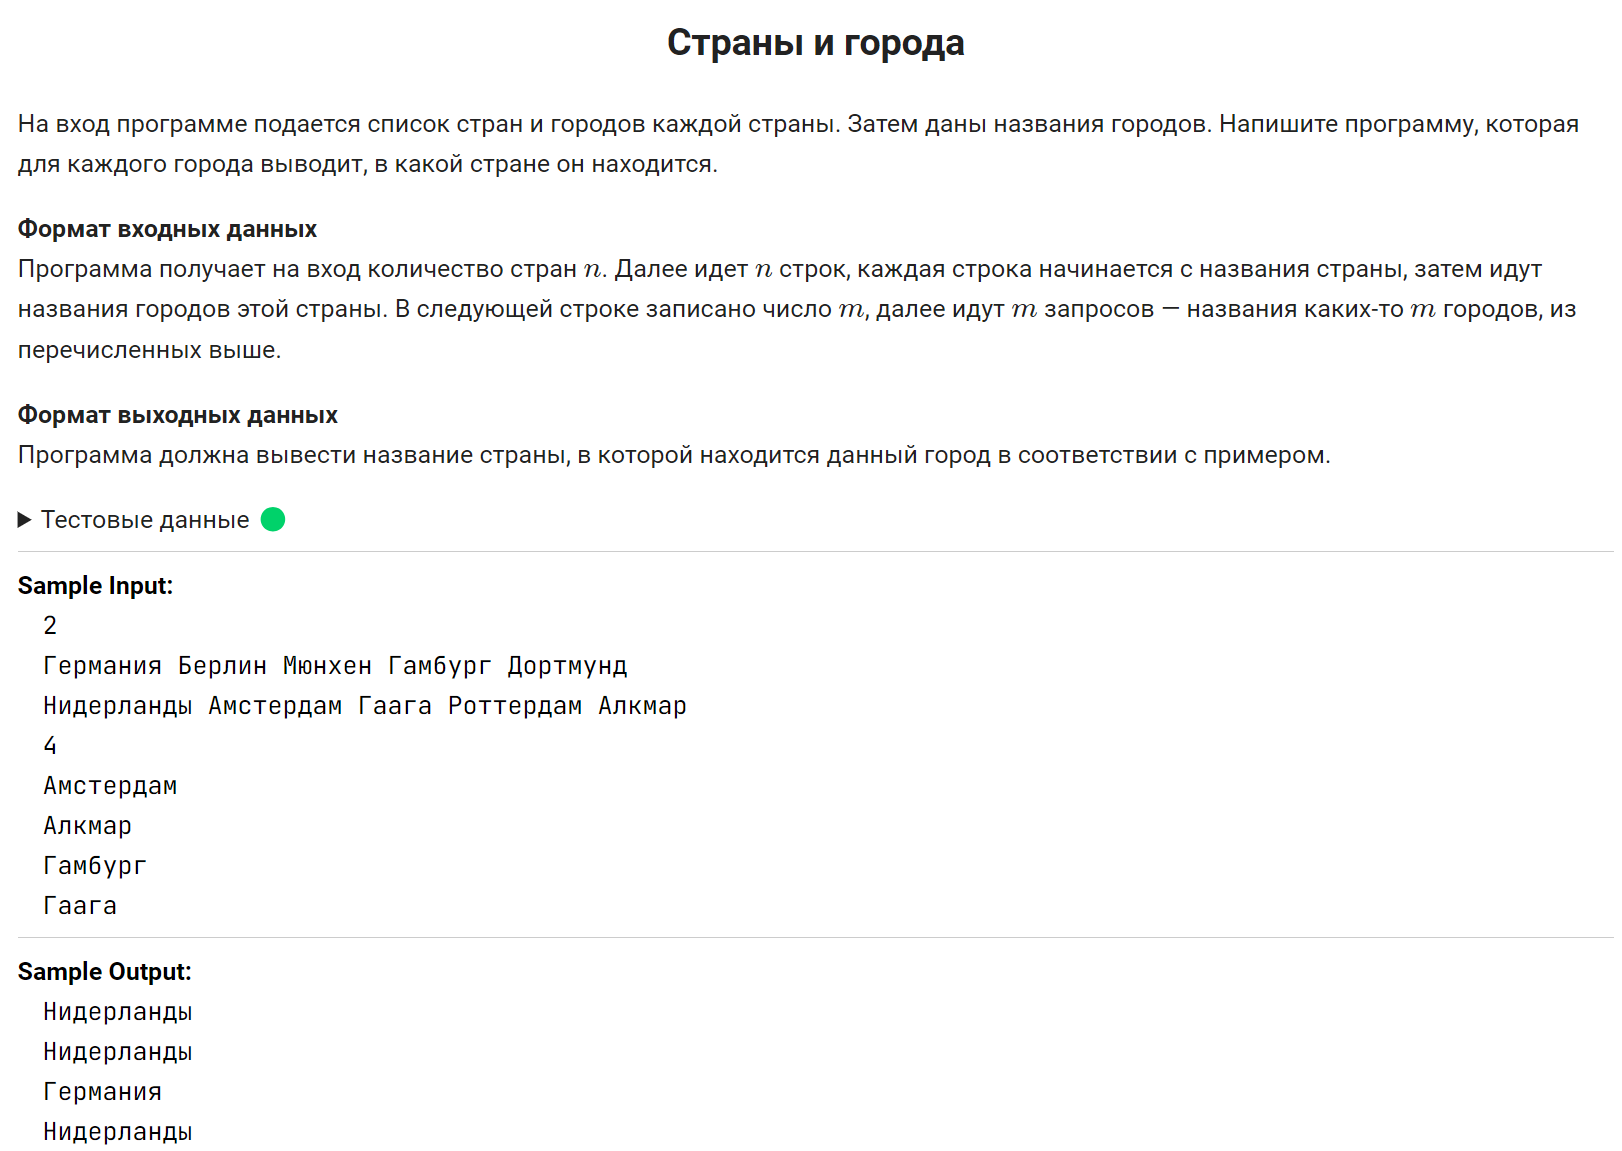 Страны и города
На вход программе подается список стран и городов каждой страны. Затем даны названия городов. Напишите программу, которая
для каждого города выводит, в какой стране он находится.
Формат входных данных
Программа получает на вход количество стран n. Далее идет n строк, каждая строка начинается с названия страны, затем идут
названия городов этой страны. В следующей строке записано число m, далее идут m запросов — названия каких-то m городов, из
перечисленных выше.
Формат выходных данных
Программа должна вывести название страны, в которой находится данный город в соответствии с примером.
Тестовые данные
Sample Input:
2
Германия Берлин Мюнхен Гамбург Дортмунд
Нидерланды Амстердам Гаага Роттердам Алкмар
4
Амстердам
Алкмар
Гамбург
Гаага
Sample Output:
Нидерланды
Нидерланды
Германия
Нидерланды